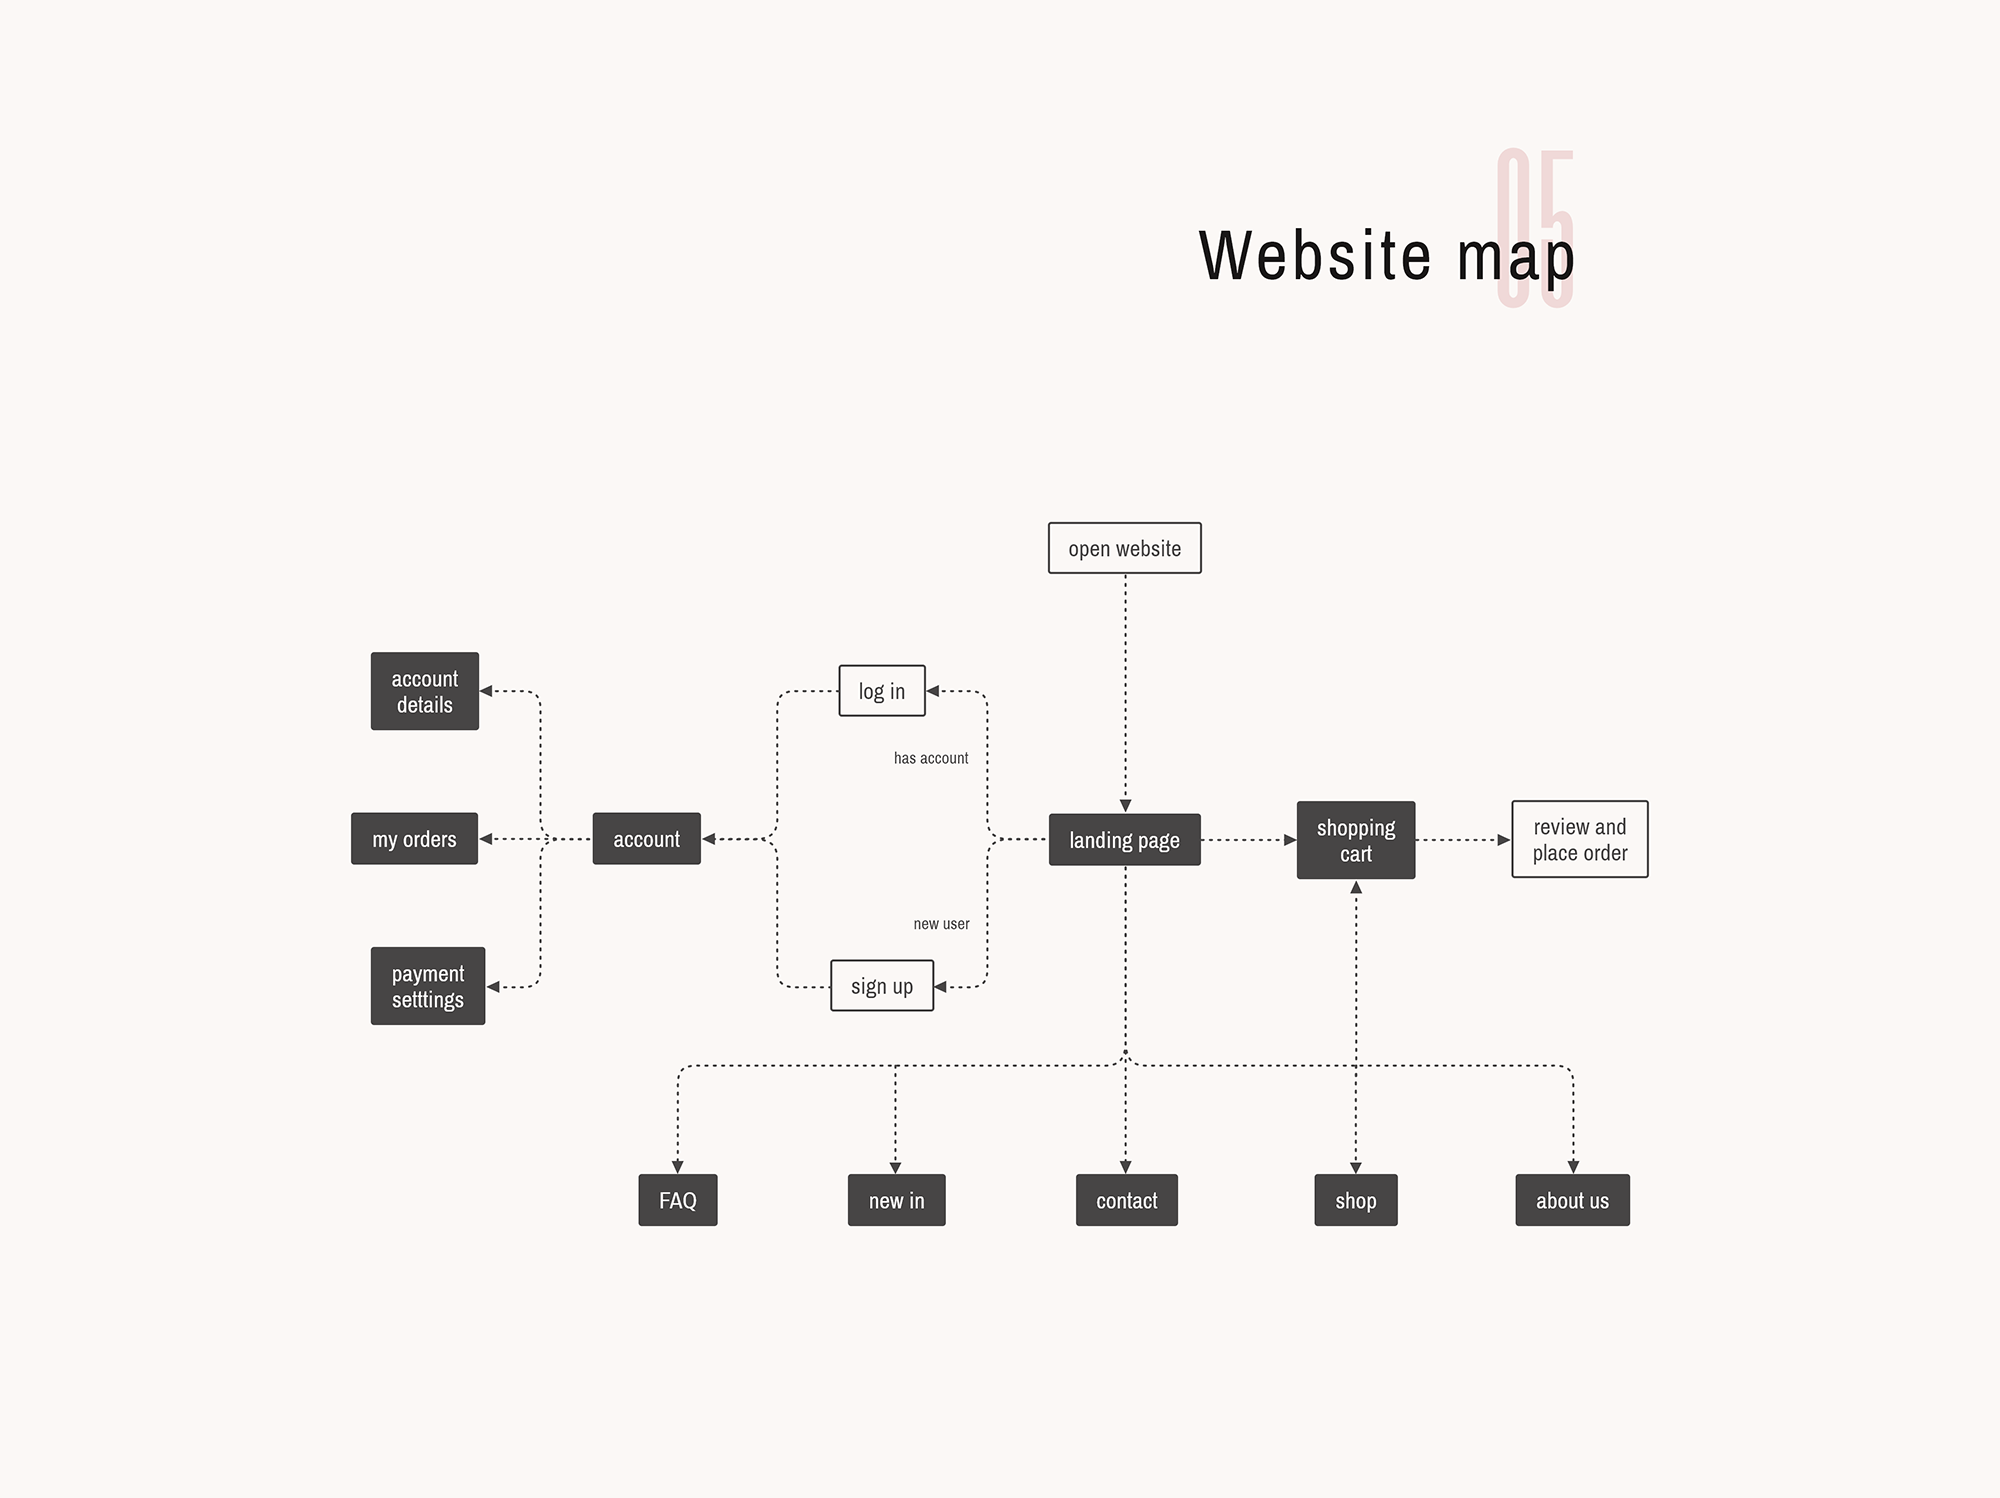 05
Website map
open website
account
details
log in
has account
my orders
account
landing page
shopping
cart
review and
place order
new user
payment
setttings
sign up
FAQ
new in
contact
shop
about us